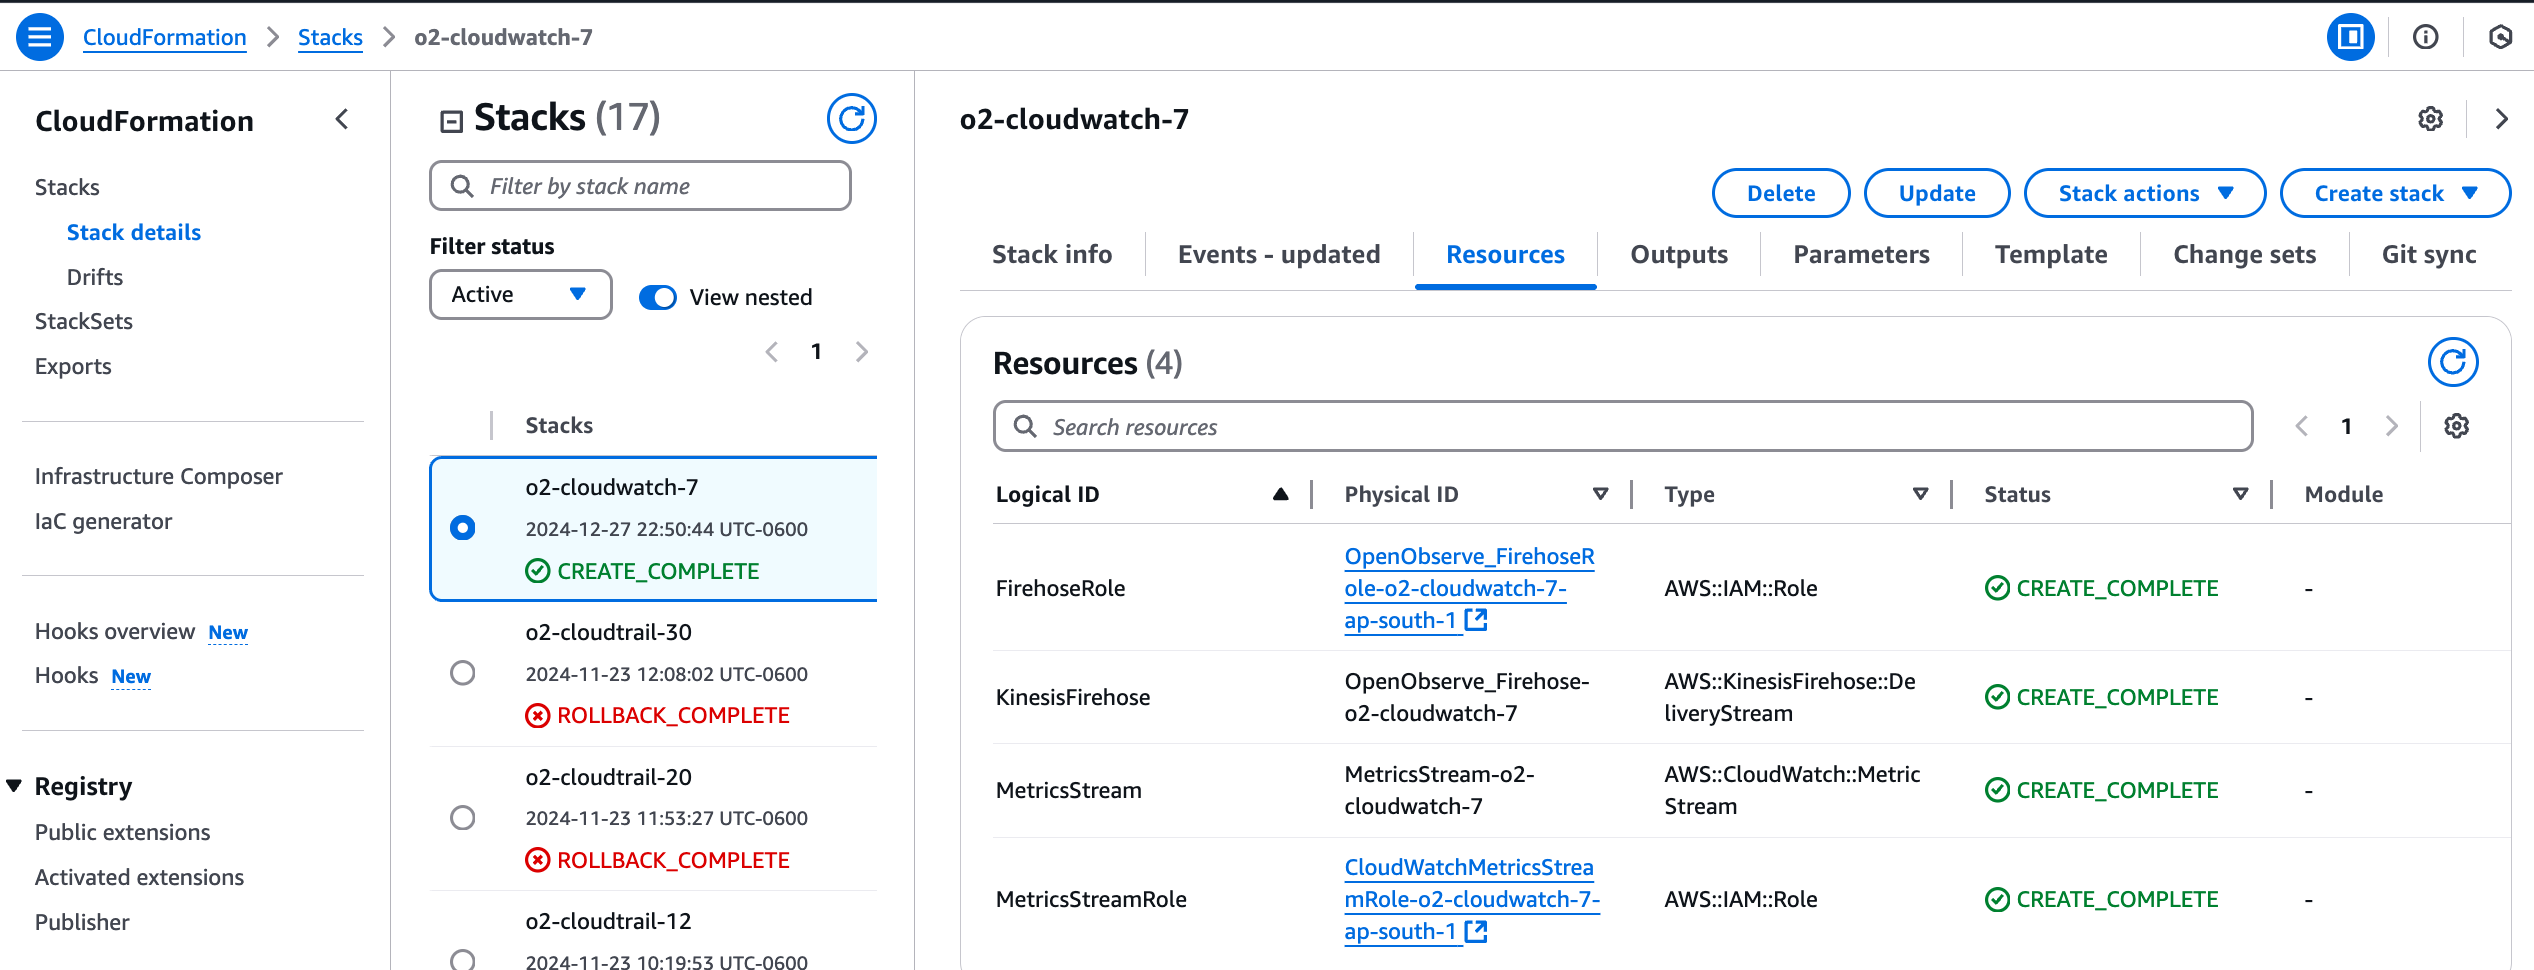 CloudFormation > Stacks > o2-cloudwatch-7
CloudFormation
Stacks
Stack details
Drifts
StackSets
Exports
Infrastructure Composer
IaC generator
Hooks overview New
Hooks New
Registry
Public extensions
Activated extensions
Publisher
Stacks (17)
Filter by stack name
Filter status
Active
View nested
1
Stacks
o2-cloudwatch-7
2024-12-27 22:50:44 UTC-0600
CREATE_COMPLETE
o2-cloudtrail-30
2024-11-23 12:08:02 UTC-0600
ROLLBACK_COMPLETE
o2-cloudtrail-20
2024-11-23 11:53:27 UTC-0600
ROLLBACK_COMPLETE
o2-cloudtrail-12
2024-11-23 10:19:53 UTC-0600
o2-cloudwatch-7
Delete Update Stack actions Create stack
Stack info Events - updated Resources Outputs Parameters Template Change sets Git sync
Resources (4)
Search resources
1
Logical ID Physical ID Type Status Module
FirehoseRole
OpenObserve_FirehoseR
ole-o2-cloudwatch-7-
ap-south-1
AWS::IAM::Role
CREATE_COMPLETE
-
KinesisFirehose
OpenObserve_Firehose-
o2-cloudwatch-7
AWS::KinesisFirehose::De
liveryStream
CREATE_COMPLETE
-
MetricsStream
MetricsStream-o2-
cloudwatch-7
AWS::CloudWatch::Metric
Stream
CREATE_COMPLETE
-
MetricsStreamRole
CloudWatchMetricsStrea
mRole-o2-cloudwatch-7-
ap-south-1
AWS::IAM::Role
CREATE_COMPLETE
-